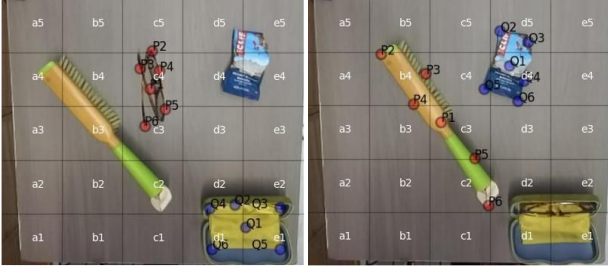 a5 b5 c5 d5 e5
P2
a4 b4 P3 P4 c4 d4 CLIF e4
P5
a3 b3 P6 c3 d3 e3
a2 b2 c2 d2 e2
Q4 Q2 Q3
Q1
a1 b1 c1 d1 e1
Q6 Q5
a5 b5 c5 Q2 d5 e5
P2 Q3
CLIF
Q1
a4 b4 P3 c4 Q4 e4
Q5
P4 Q6
P1
a3 b3 c3 d3 e3
P5
a2 b2 c2 d2 e2
P6
a1 b1 c1 d1 e1